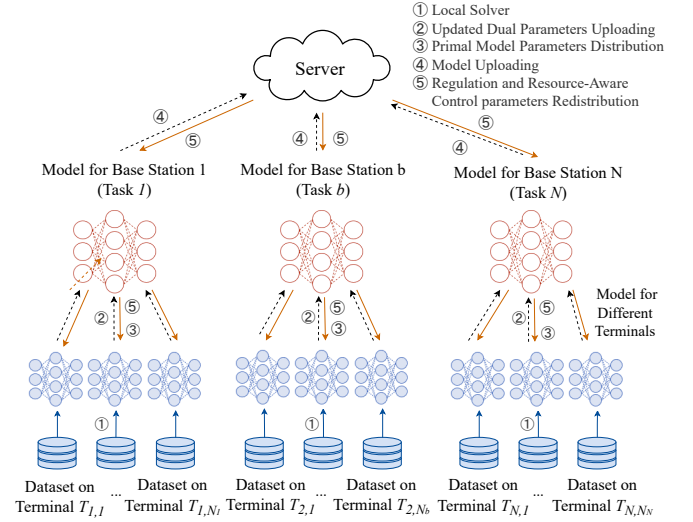 ① Local Solver
② Updated Dual Parameters Uploading
③ Primal Model Parameters Distribution
④ Model Uploading
⑤ Regulation and Resource-Aware
Control parameters Redistribution
Server
④
⑤
④
⑤
⑤
④
Model for Base Station 1
(Task 1)
Model for Base Station b
(Task b)
Model for Base Station N
(Task N)
② ⑤
③
② ⑤
③
② ⑤
③
Model for
Different
Terminals
①
①
①
Dataset on
Terminal T1,1
...
Dataset on
Terminal T1,N1
Dataset on
Terminal T2,1
...
Dataset on
Terminal T2,Nb
Dataset on
Terminal TN,1
...
Dataset on
Terminal TN,NN